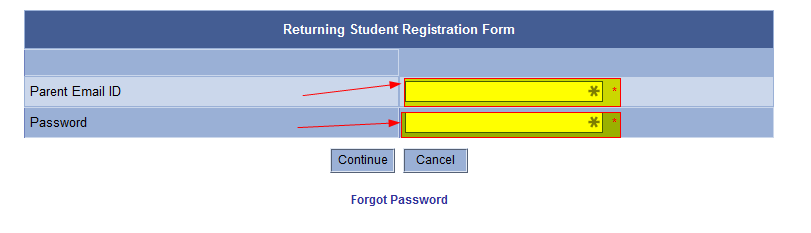 Returning Student Registration Form
Parent Email ID * *
Password * *
Continue Cancel
Forgot Password